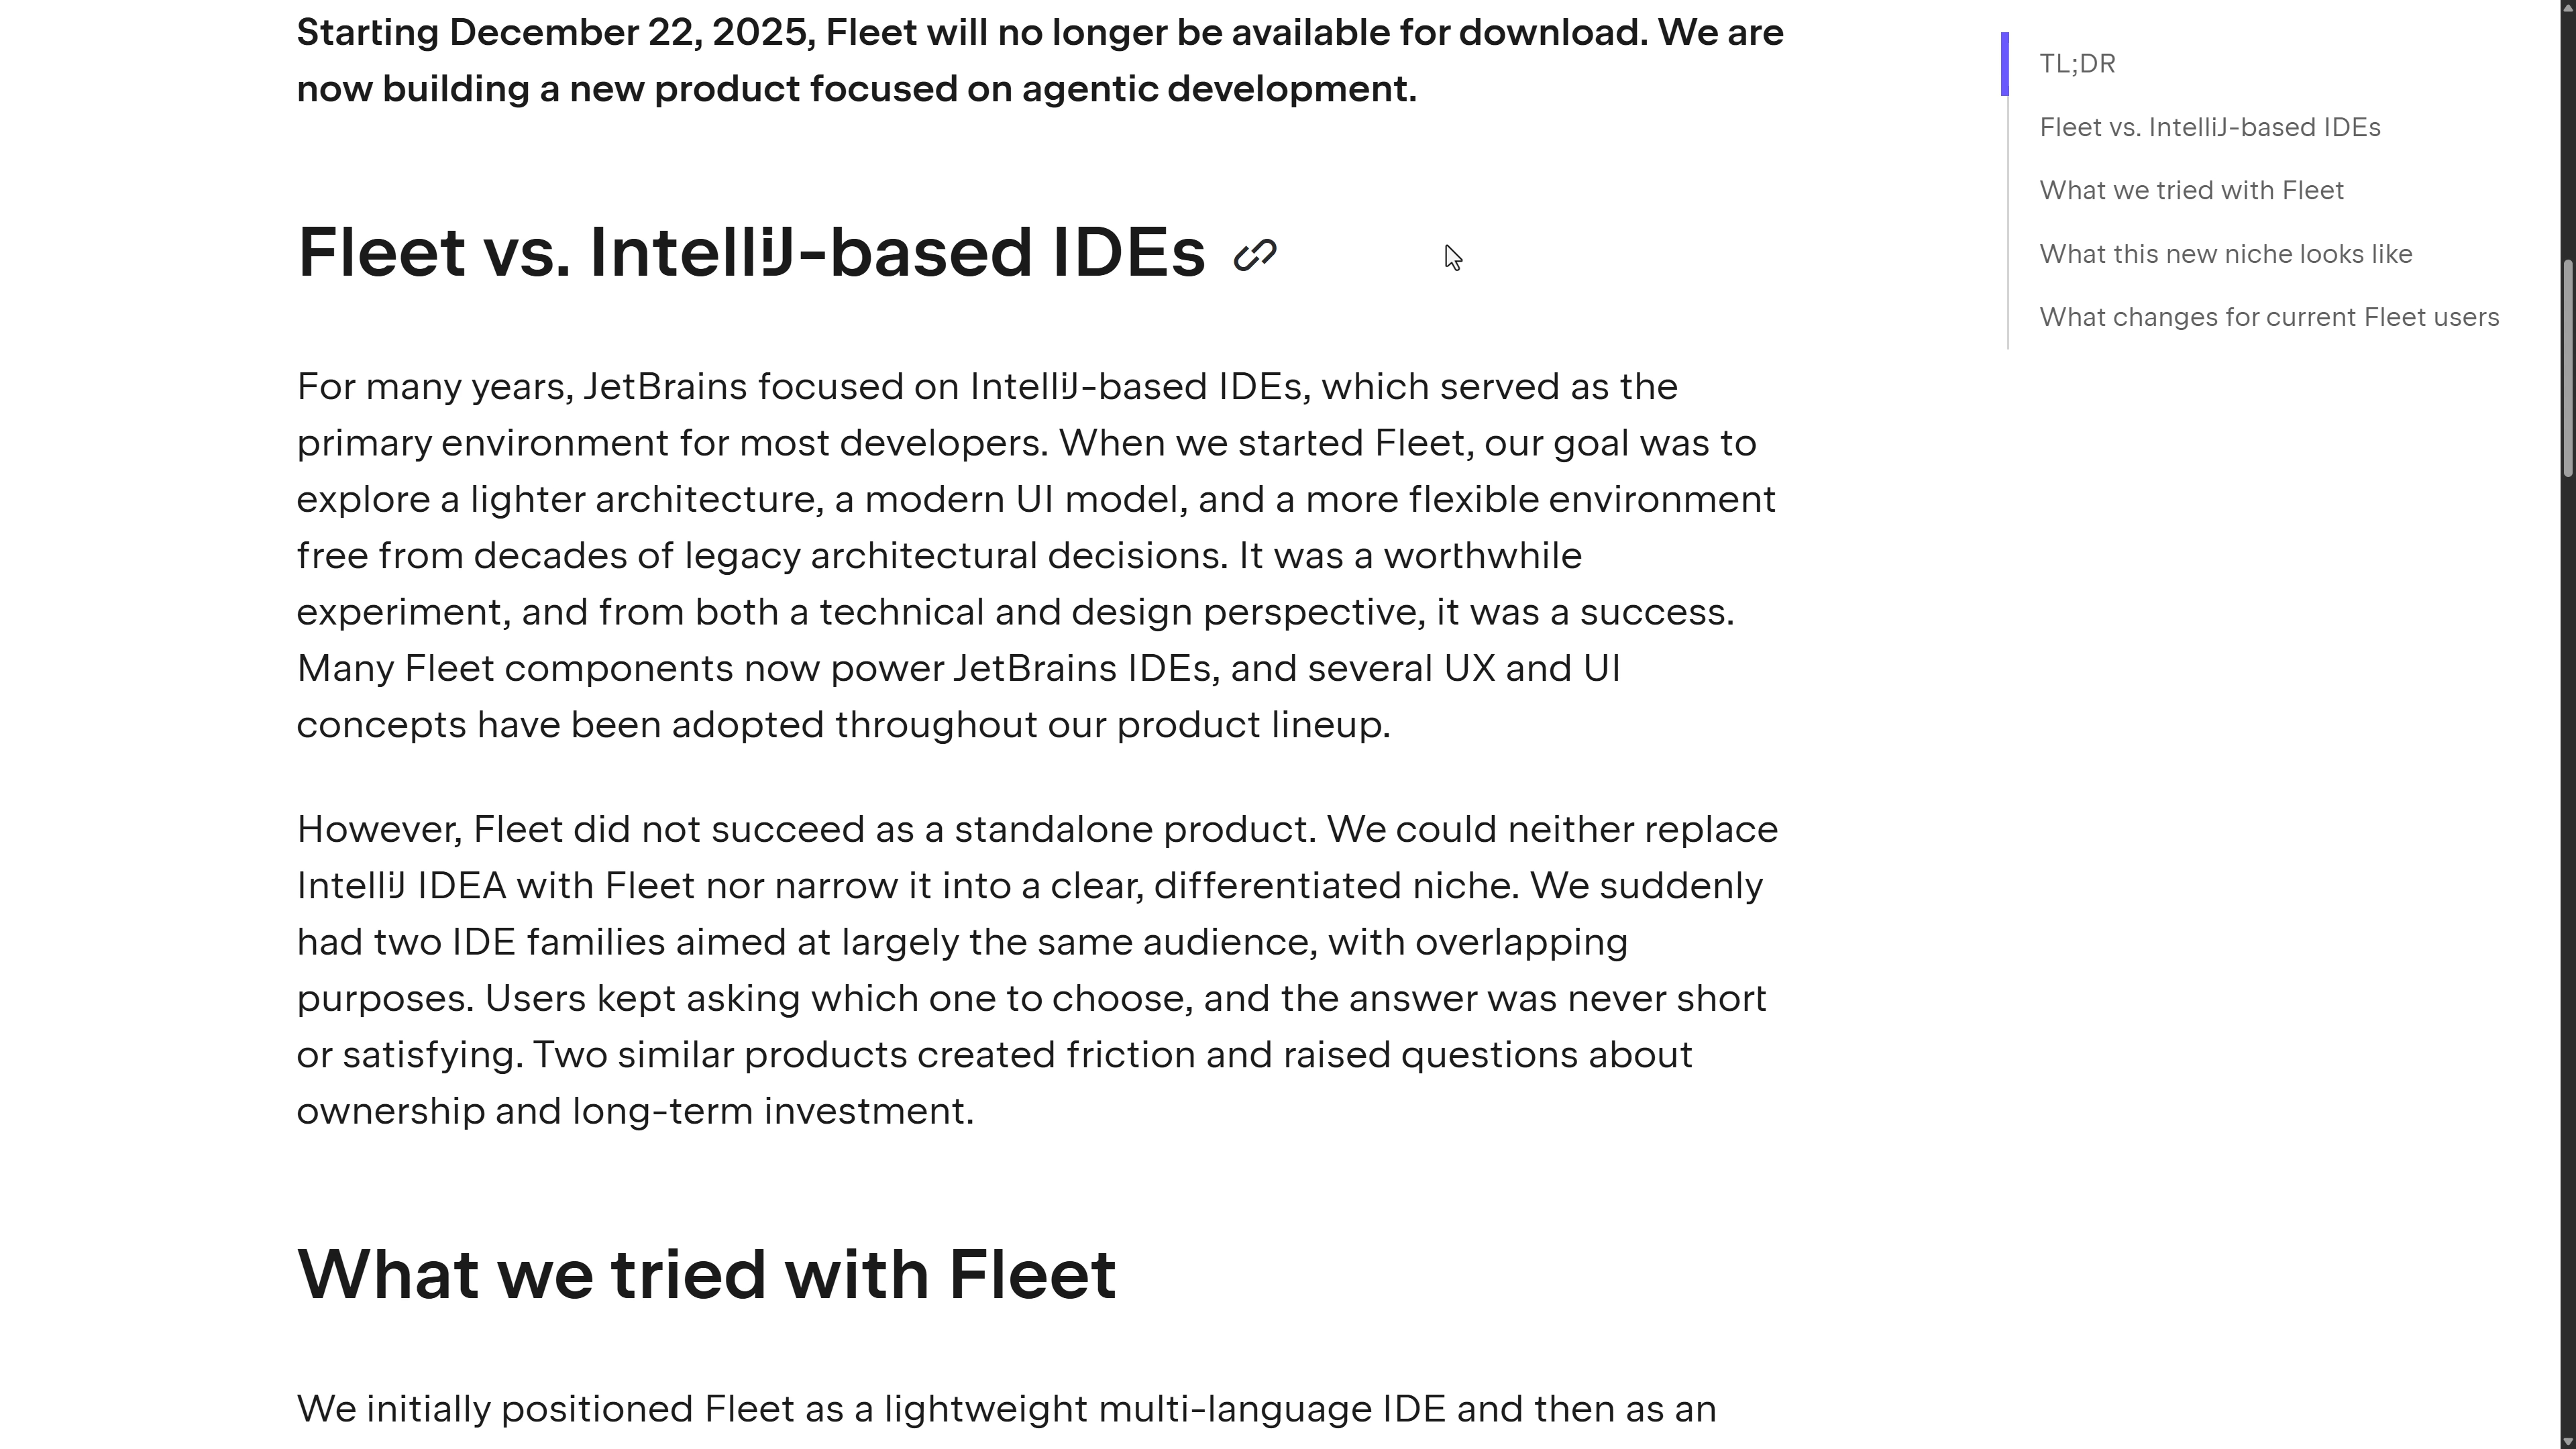 Starting December 22, 2025, Fleet will no longer be available for download. We are
now building a new product focused on agentic development.
Fleet vs. IntelliJ-based IDEs
For many years, JetBrains focused on IntelliJ-based IDEs, which served as the
primary environment for most developers. When we started Fleet, our goal was to
explore a lighter architecture, a modern UI model, and a more flexible environment
free from decades of legacy architectural decisions. It was a worthwhile
experiment, and from both a technical and design perspective, it was a success.
Many Fleet components now power JetBrains IDEs, and several UX and UI
concepts have been adopted throughout our product lineup.
However, Fleet did not succeed as a standalone product. We could neither replace
IntelliJ IDEA with Fleet nor narrow it into a clear, differentiated niche. We suddenly
had two IDE families aimed at largely the same audience, with overlapping
purposes. Users kept asking which one to choose, and the answer was never short
or satisfying. Two similar products created friction and raised questions about
ownership and long-term investment.
What we tried with Fleet
We initially positioned Fleet as a lightweight multi-language IDE and then as an
TL;DR
Fleet vs. IntelliJ-based IDEs
What we tried with Fleet
What this new niche looks like
What changes for current Fleet users